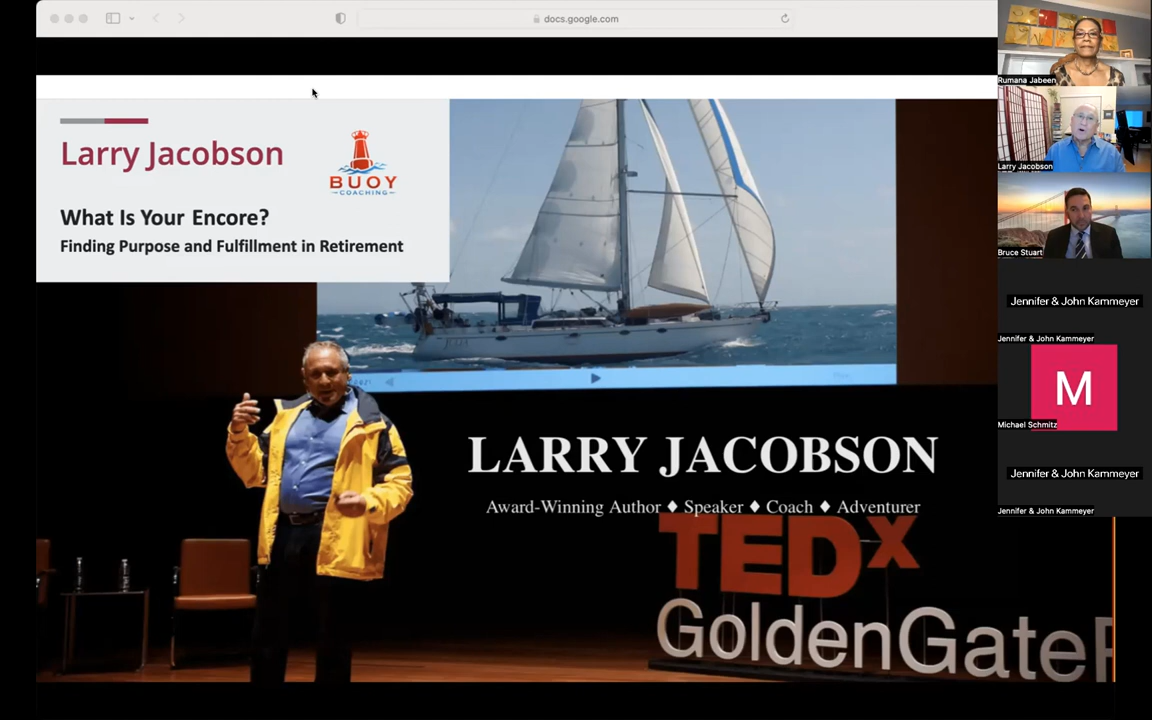 docs.google.com
Larry Jacobson
BUOY
COACHING
What Is Your Encore?
Finding Purpose and Fulfillment in Retirement
LARRY JACOBSON
Award-Winning Author ♦ Speaker ♦ Coach ♦ Adventurer
TEDx
GoldenGateP
Rumana Jabeen
Larry Jacobson
Bruce Stuart
Jennifer & John Kammeyer
Jennifer & John Kammeyer
M
Michael Schmitz
Jennifer & John Kammeyer
Jennifer & John Kammeyer